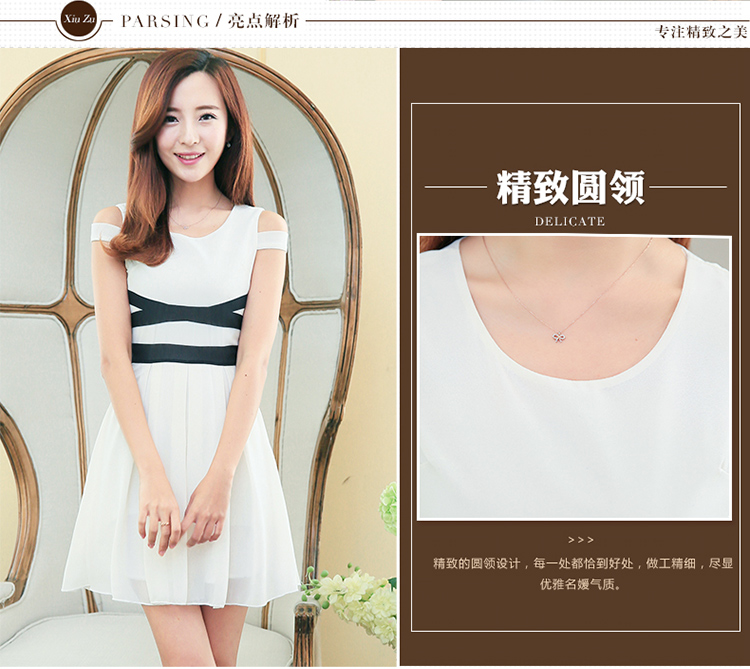 Xiu Zu
PARSING / 亮点解析
专注精致之美
精致圆领
DELICATE
>>>
精致的圆领设计，每一处都恰到好处，做工精细，尽显
优雅名媛气质。